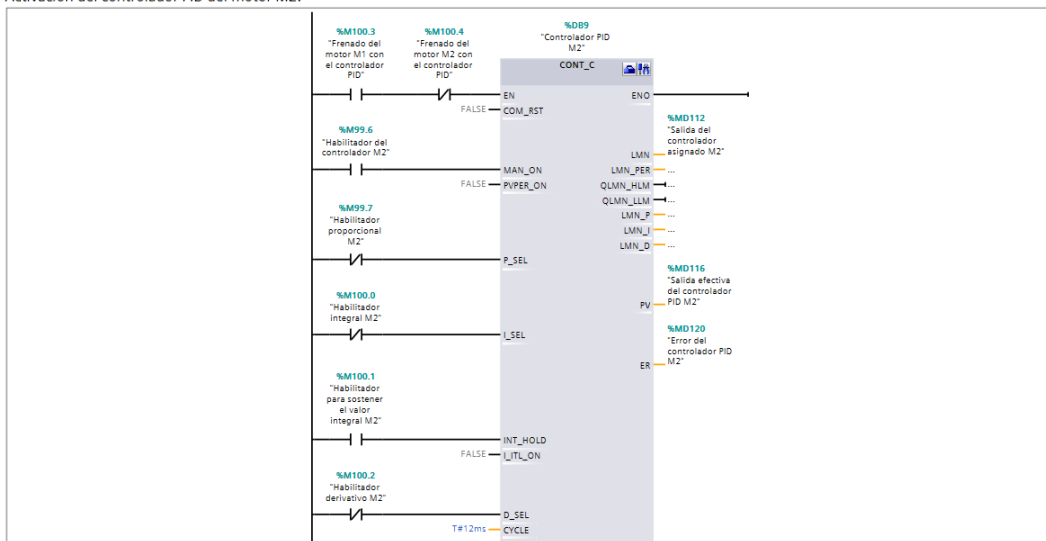 Activación del controlador PID del motor M2.
%M100.3
"Frenado del
motor M1 con
el controlador
PID"
%M100.4
"Frenado del
motor M2 con
el controlador
PID"
%DB9
"Controlador PID
M2"
CONT_C
EN
ENO
FALSE
COM_RST
%M99.6
"Habilitador del
controlador M2"
MAN_ON
FALSE
PVPER_ON
%MD112
"Salida del
controlador
asignado M2"
LMN
LMN_PER
...
QLMN_HLM
...
QLMN_LLM
...
LMN_P
...
LMN_I
...
LMN_D
...
%M99.7
"Habilitador
proporcional
M2"
P_SEL
%MD116
"Salida efectiva
del controlador
PID M2"
PV
%M100.0
"Habilitador
integral M2"
I_SEL
%MD120
"Error del
controlador PID
M2"
ER
%M100.1
"Habilitador
para sostener
el valor
integral M2"
INT_HOLD
FALSE
I_ITL_ON
%M100.2
"Habilitador
derivativo M2"
D_SEL
T#12ms
CYCLE